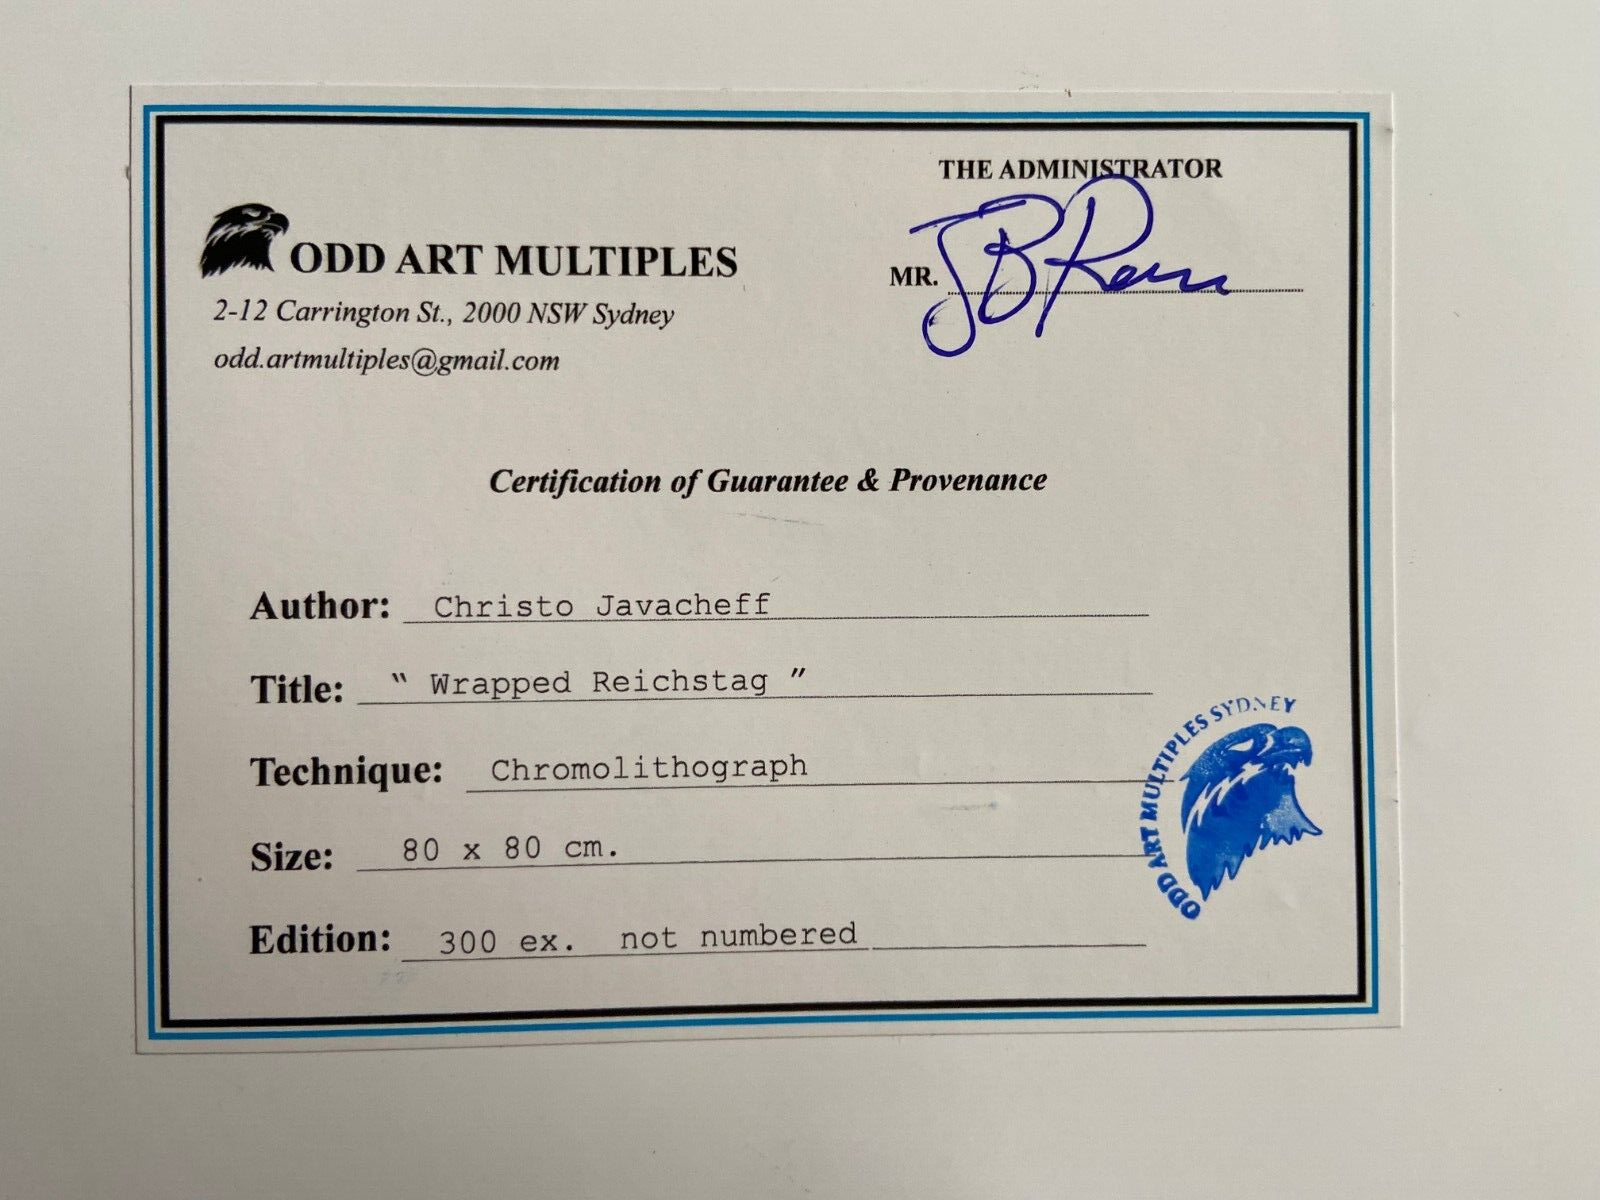 THE ADMINISTRATOR
ODD ART MULTIPLES
MR.
2-12 Carrington St., 2000 NSW Sydney
odd.artmultiples@gmail.com
Certification of Guarantee & Provenance
Author: Christo Javacheff
Title: “ Wrapped Reichstag ”
Technique: Chromolithograph
Size: 80 x 80 cm.
Edition: 300 ex. not numbered
ODD ART MULTIPLES SYDNEY